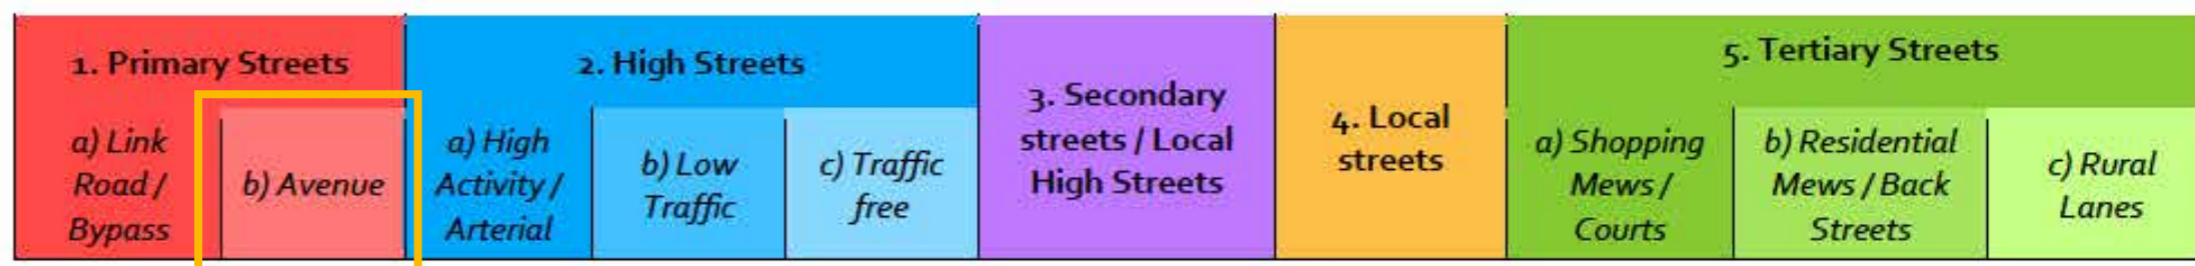 1. Primary Streets
a) Link
Road /
Bypass
b) Avenue
2. High Streets
a) High
Activity /
Arterial
b) Low
Traffic
c) Traffic
free
3. Secondary
streets / Local
High Streets
4. Local
streets
5. Tertiary Streets
a) Shopping
Mews /
Courts
b) Residential
Mews / Back
Streets
c) Rural
Lanes